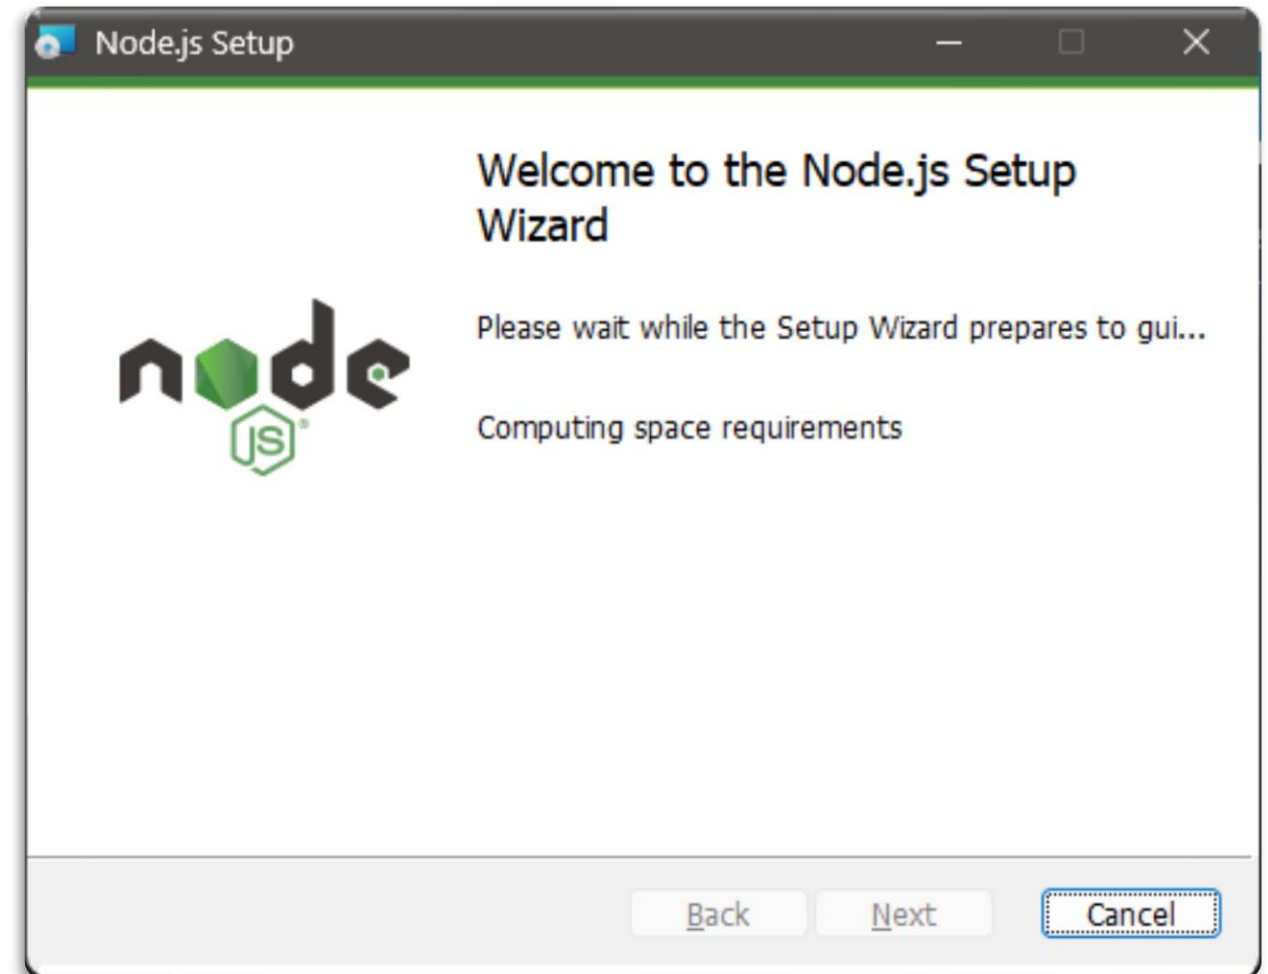 Node.js Setup
Welcome to the Node.js Setup
Wizard
Please wait while the Setup Wizard prepares to gui...
node
JS®
Computing space requirements
Back
Next
Cancel